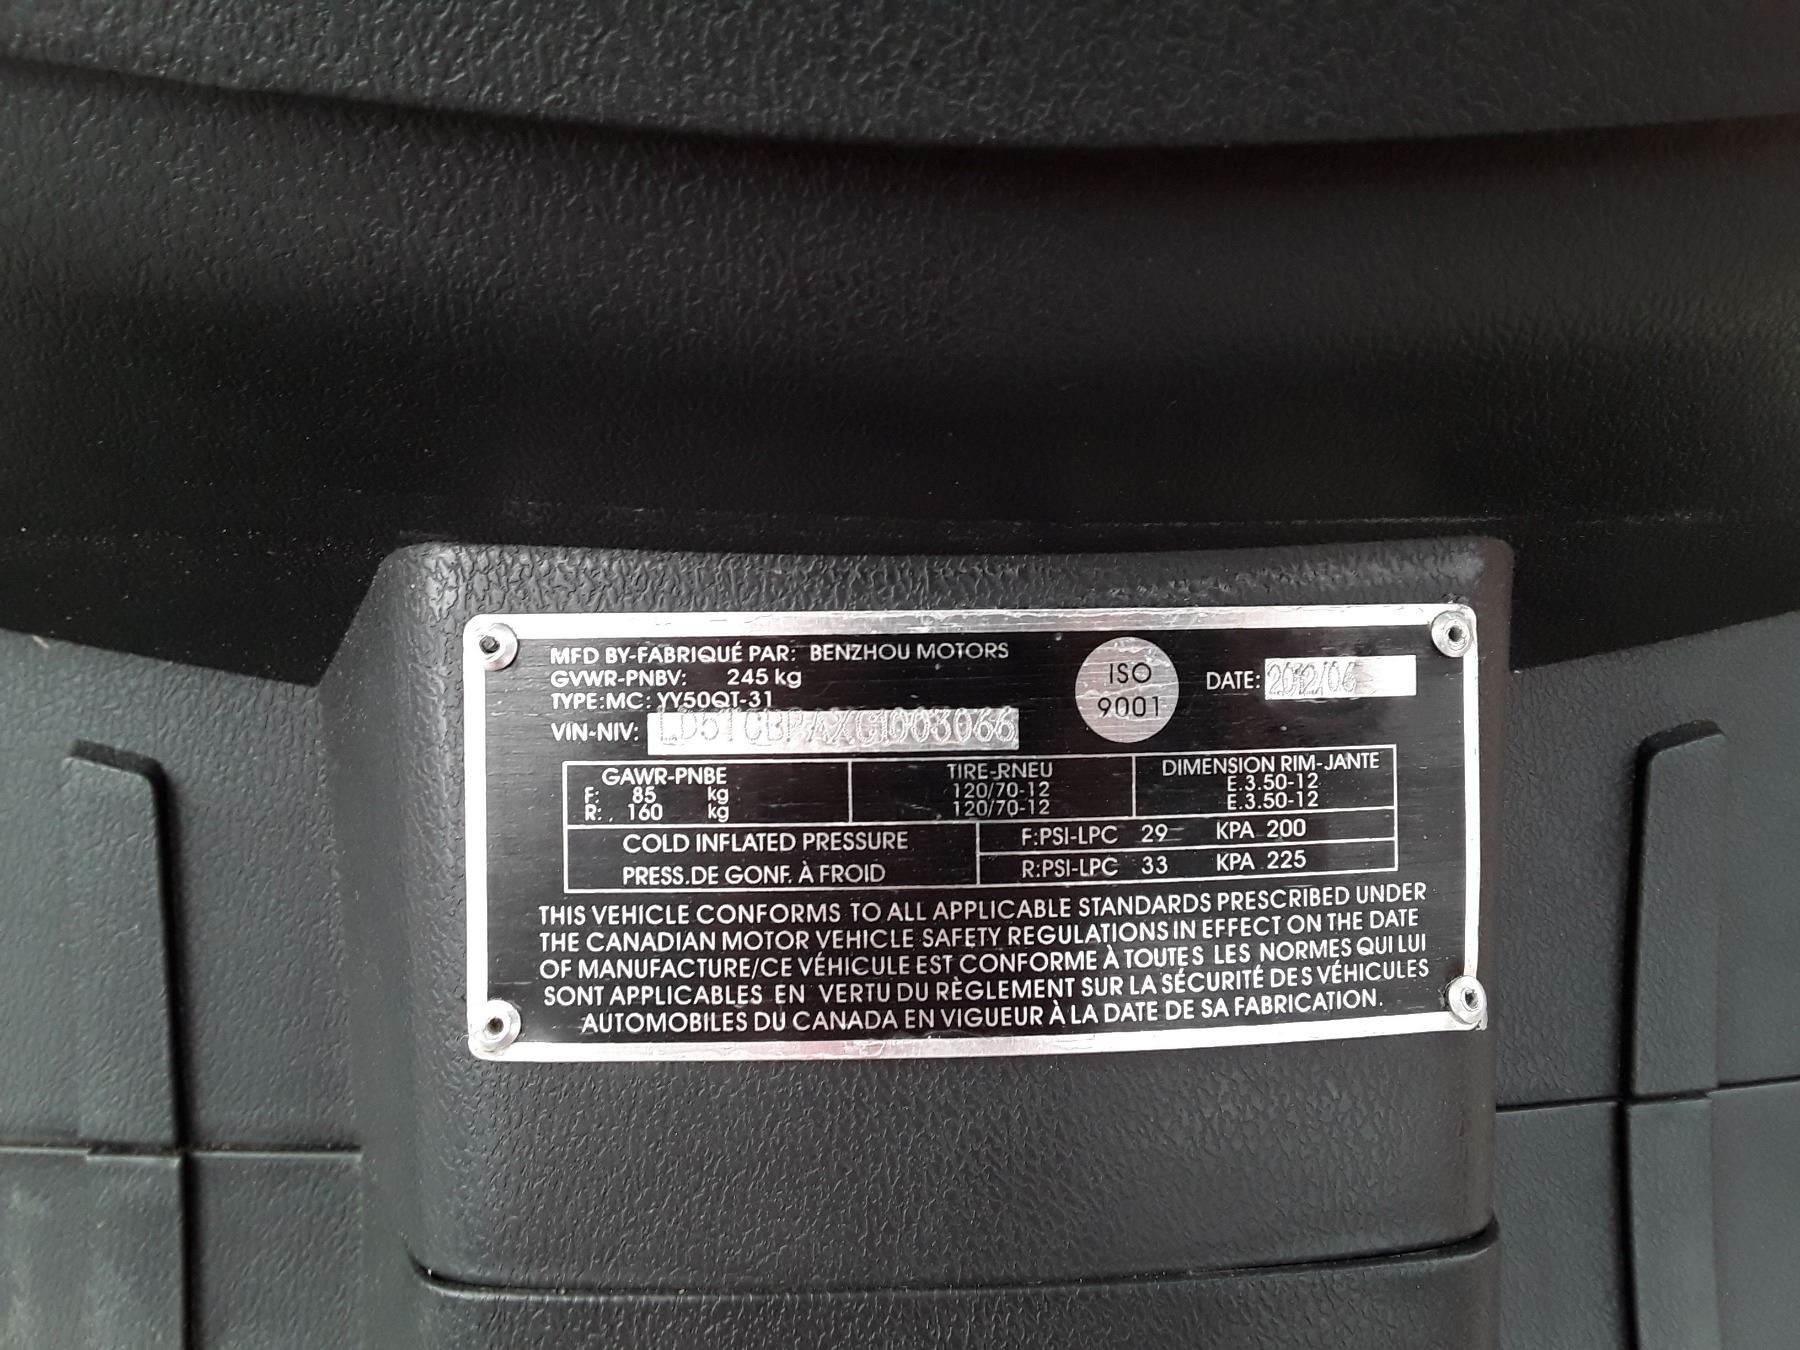 MFD BY-FABRIQUÉ PAR: BENZHOU MOTORS
GVWR-PNBV: 245 kg
TYPE:MC: YY50QT-31
VIN-NIV:
ISO
9001
DATE: 2012/06
GAWR-PNBE
F: 85 kg
R: 160 kg
TIRE-RNEU
120/70-12
120/70-12
DIMENSION RIM-JANTE
E.3.50-12
E.3.50-12
COLD INFLATED PRESSURE
PRESS.DE GONF. À FROID
F:PSI-LPC 29 KPA 200
R:PSI-LPC 33 KPA 225
THIS VEHICLE CONFORMS TO ALL APPLICABLE STANDARDS PRESCRIBED UNDER
THE CANADIAN MOTOR VEHICLE SAFETY REGULATIONS IN EFFECT ON THE DATE
OF MANUFACTURE/CE VÉHICULE EST CONFORME À TOUTES LES NORMES QUI LUI
SONT APPLICABLES EN VERTU DU RÈGLEMENT SUR LA SÉCURITÉ DES VÉHICULES
AUTOMOBILES DU CANADA EN VIGUEUR À LA DATE DE SA FABRICATION.